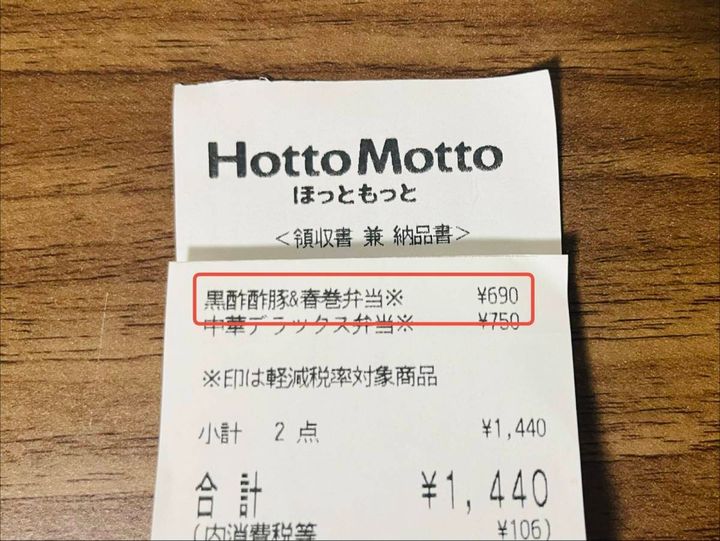 Hotto Motto
ほっともっと
<領収書 兼 納品書>
黒酢酢豚&春巻弁当※ ¥690
中華デラックス弁当※ ¥750
※印は軽減税率対象商品
小計 2 点 ¥1,440
合 計 ¥1,440
(内消費税等 ¥106)